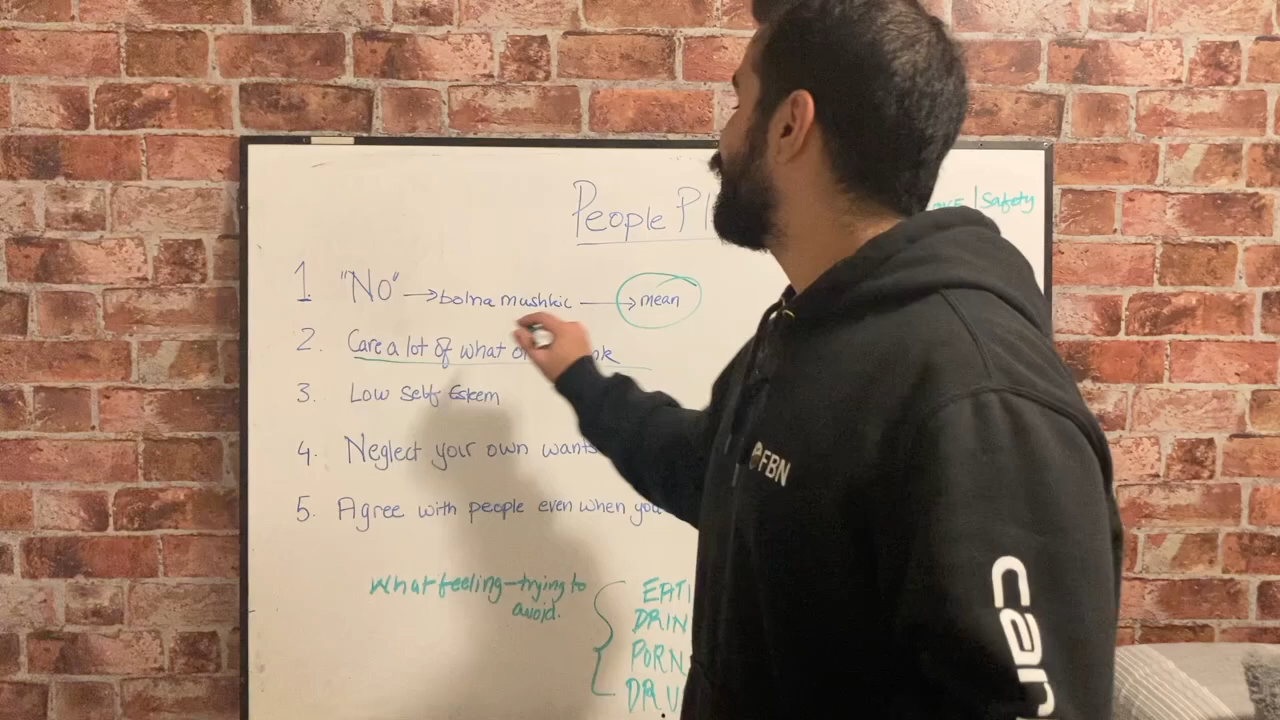 People Pl
/Safety
1 "No" → bolna mushkic → mean
2. Care a lot of what
3. Low Self Esteem
4. Neglect your own wants
5. Agree with people even when you
What feeling - trying to
avoid.
EATI
DRIN
PORN
DRU
FBN
can